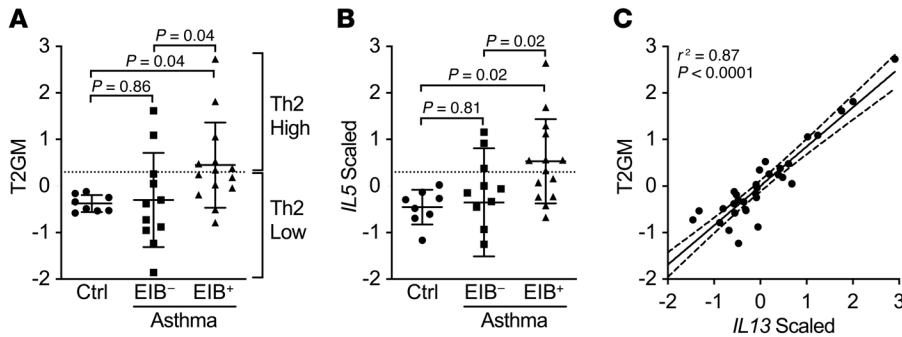 A
T2GM
3
2
1
0
-1
-2
P = 0.04
P = 0.04
P = 0.86
Th2
High
Th2
Low
Ctrl
EIB–
EIB+
Asthma
B
IL5 Scaled
3
2
1
0
-1
-2
P = 0.02
P = 0.02
P = 0.81
Ctrl
EIB–
EIB+
Asthma
C
T2GM
3
2
1
0
-1
-2
r² = 0.87
P < 0.0001
-2 -1 0 1 2 3
IL13 Scaled